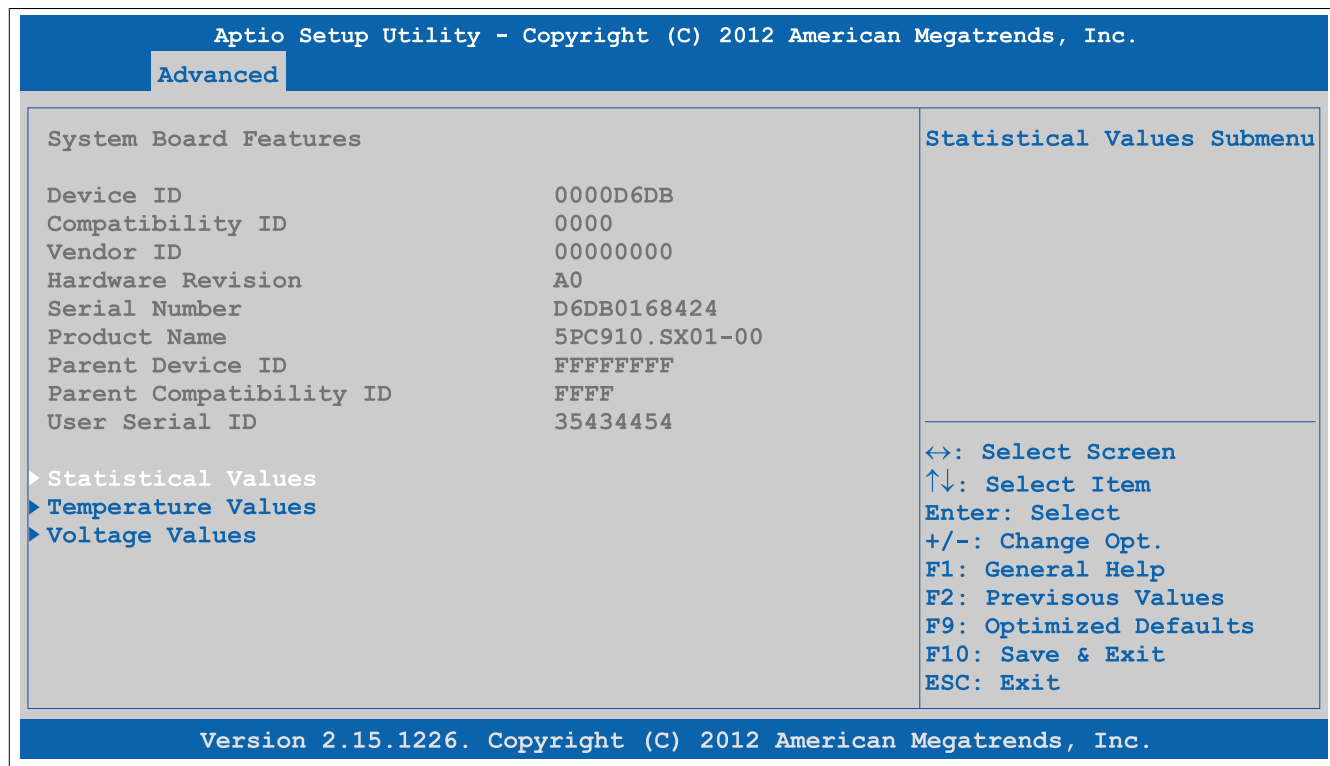 Aptio Setup Utility - Copyright (C) 2012 American Megatrends, Inc.
Advanced
System Board Features
Device ID 0000D6DB
Compatibility ID 0000
Vendor ID 00000000
Hardware Revision A0
Serial Number D6DB0168424
Product Name 5PC910.SX01-00
Parent Device ID FFFFFFFF
Parent Compatibility ID FFFF
User Serial ID 35434454
▶ Statistical Values
▶ Temperature Values
▶ Voltage Values
Statistical Values Submenu
↔: Select Screen
↑↓: Select Item
Enter: Select
+/-: Change Opt.
F1: General Help
F2: Previsous Values
F9: Optimized Defaults
F10: Save & Exit
ESC: Exit
Version 2.15.1226. Copyright (C) 2012 American Megatrends, Inc.